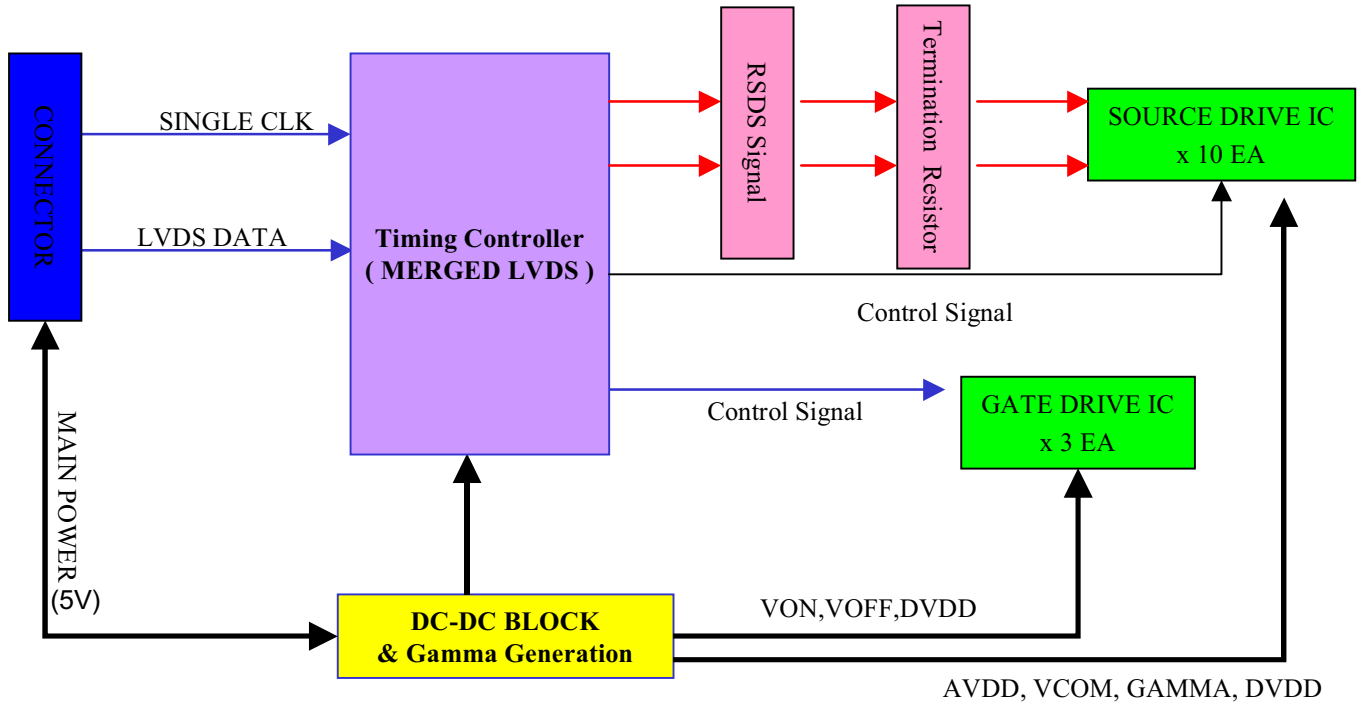 CONNECTOR
SINGLE CLK
LVDS DATA
MAIN POWER
(5V)
Timing Controller
( MERGED LVDS )
RSDS Signal
Termination Resistor
SOURCE DRIVE IC
x 10 EA
Control Signal
Control Signal
GATE DRIVE IC
x 3 EA
DC-DC BLOCK
& Gamma Generation
VON,VOFF,DVDD
AVDD, VCOM, GAMMA, DVDD